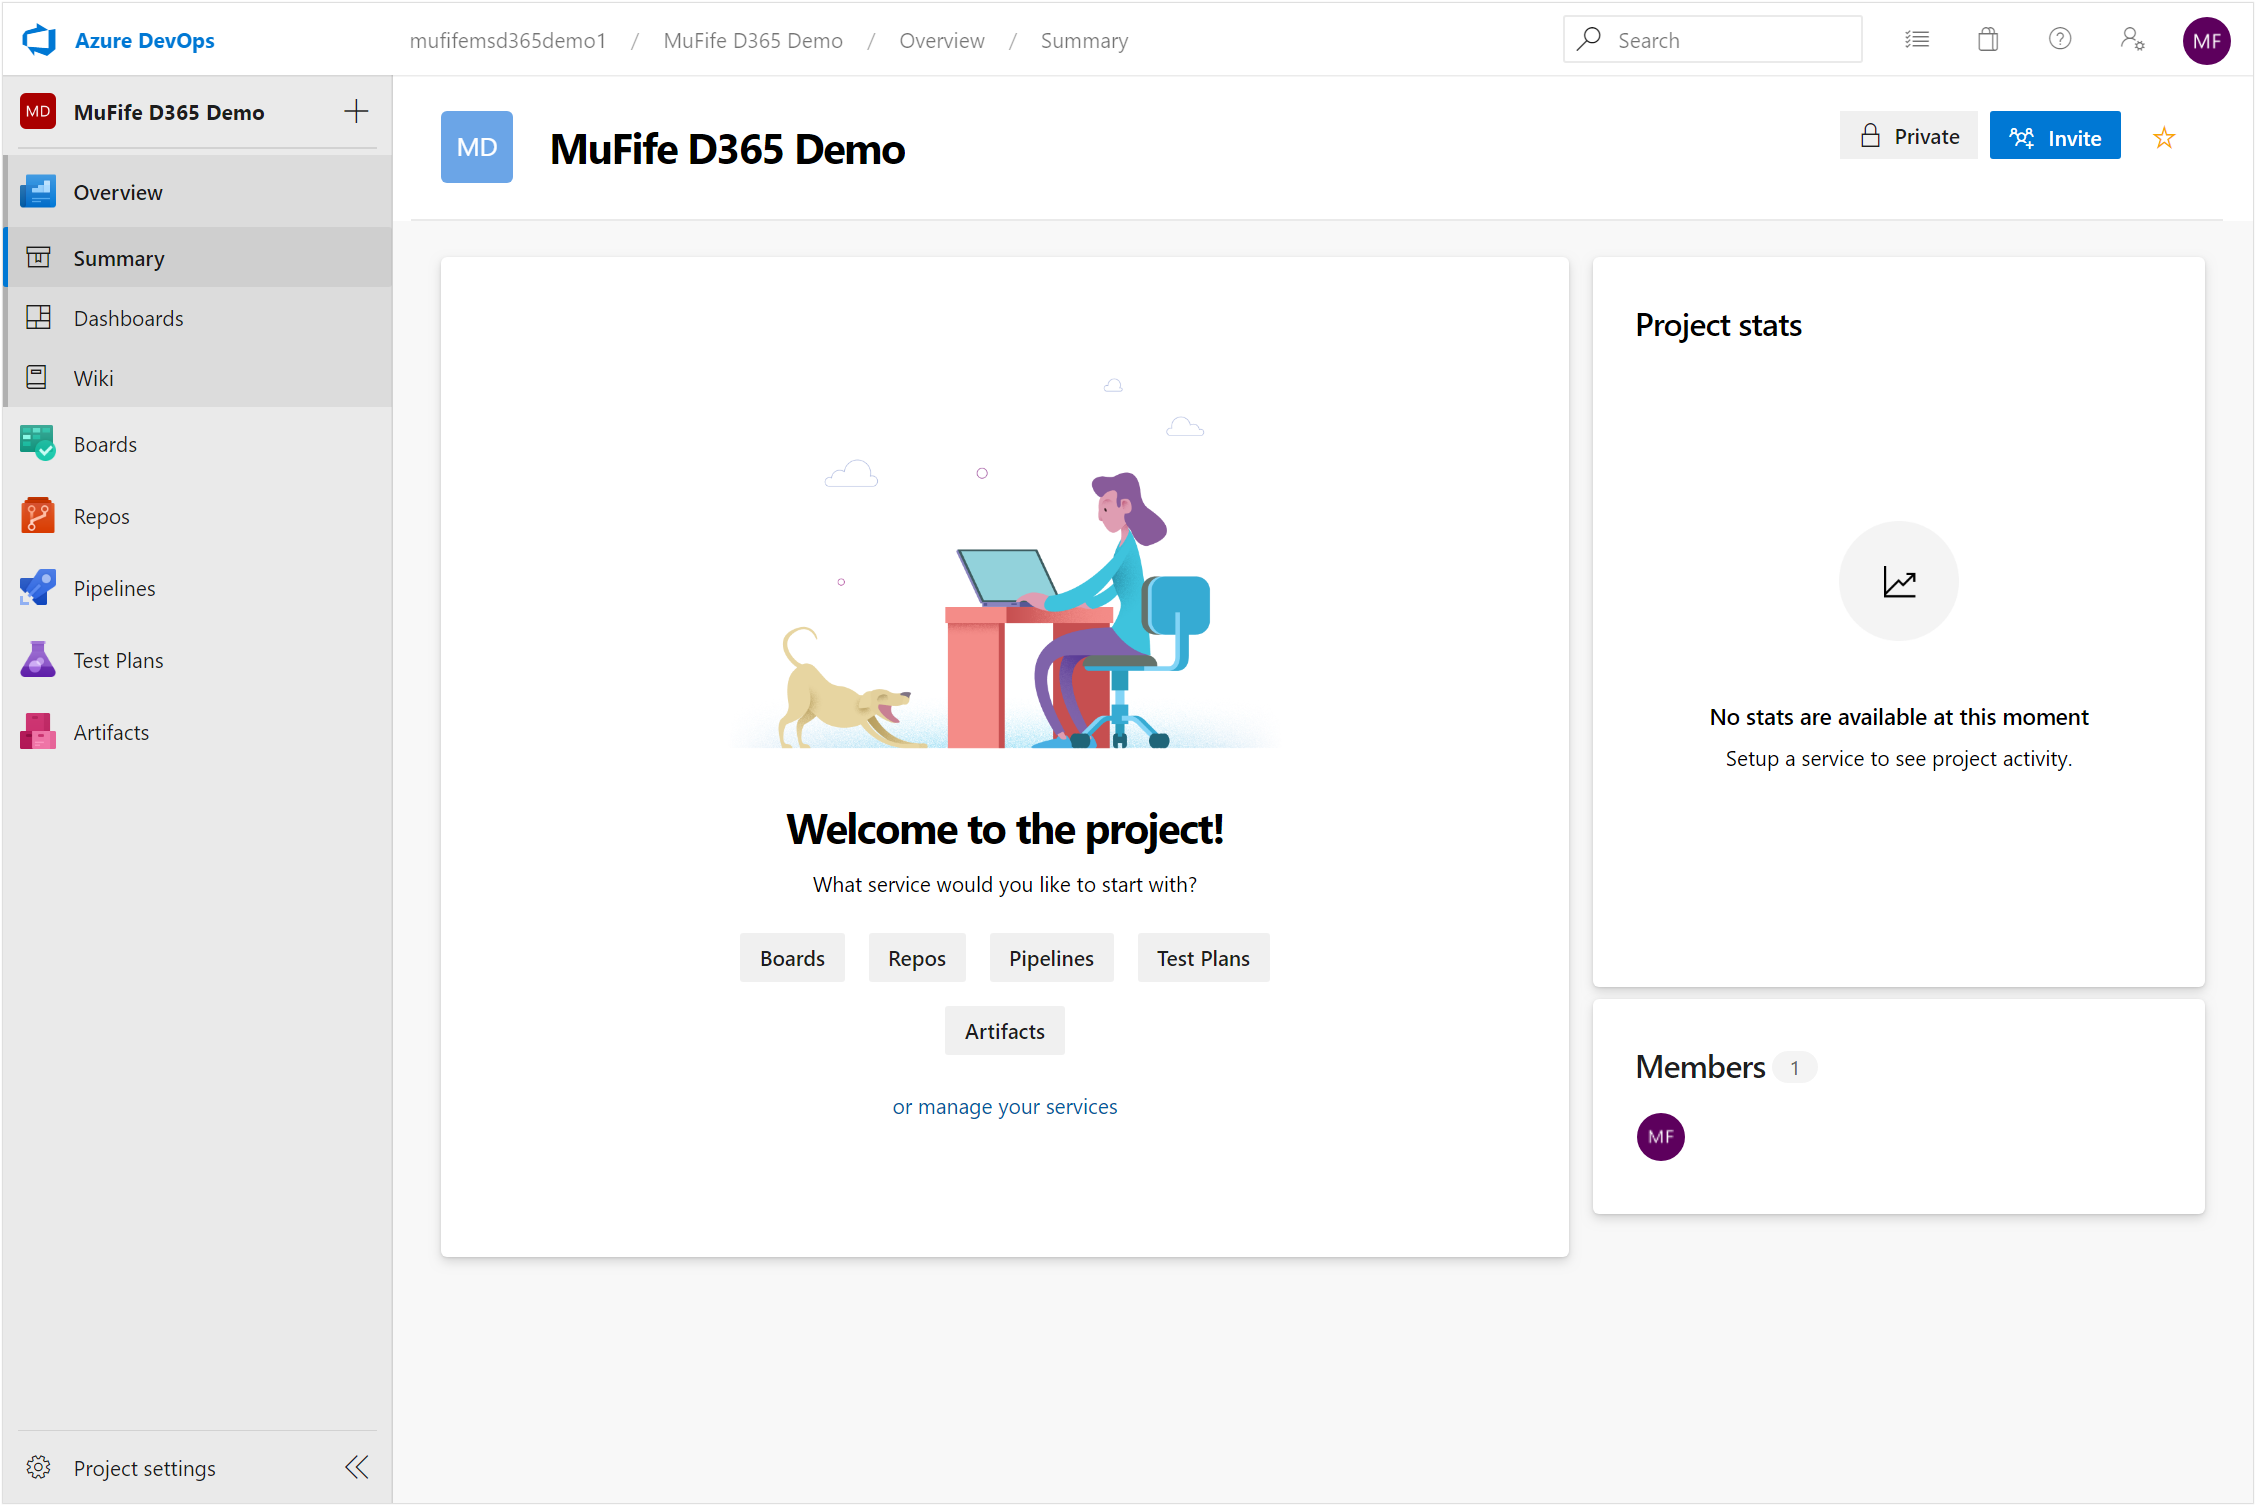 Azure DevOps
mufifemsd365demo1 / MuFife D365 Demo / Overview / Summary
Search
MF
MD MuFife D365 Demo
Overview
Summary
Dashboards
Wiki
Boards
Repos
Pipelines
Test Plans
Artifacts
Project settings
MD MuFife D365 Demo
Private
Invite
Welcome to the project!
What service would you like to start with?
Boards Repos Pipelines Test Plans
Artifacts
or manage your services
Project stats
No stats are available at this moment
Setup a service to see project activity.
Members 1
MF